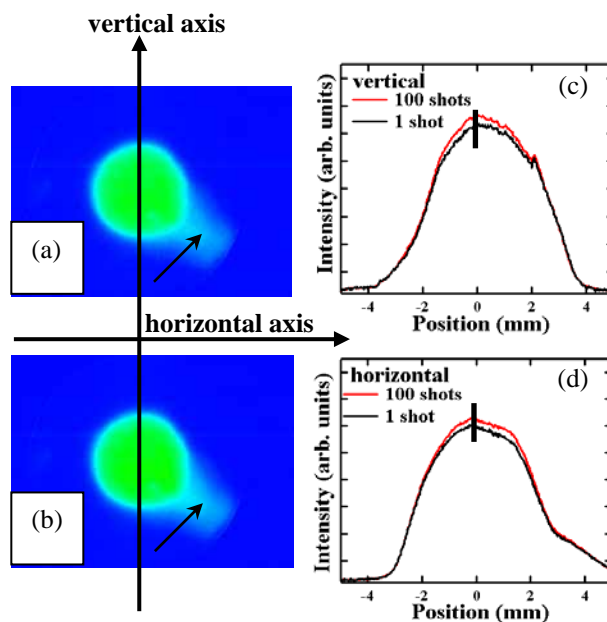 vertical axis
(a)
horizontal axis
(b)
vertical
100 shots
1 shot
(c)
Intensity (arb. units)
-4 -2 0 2 4
Position (mm)
horizontal
100 shots
1 shot
(d)
Intensity (arb. units)
-4 -2 0 2 4
Position (mm)